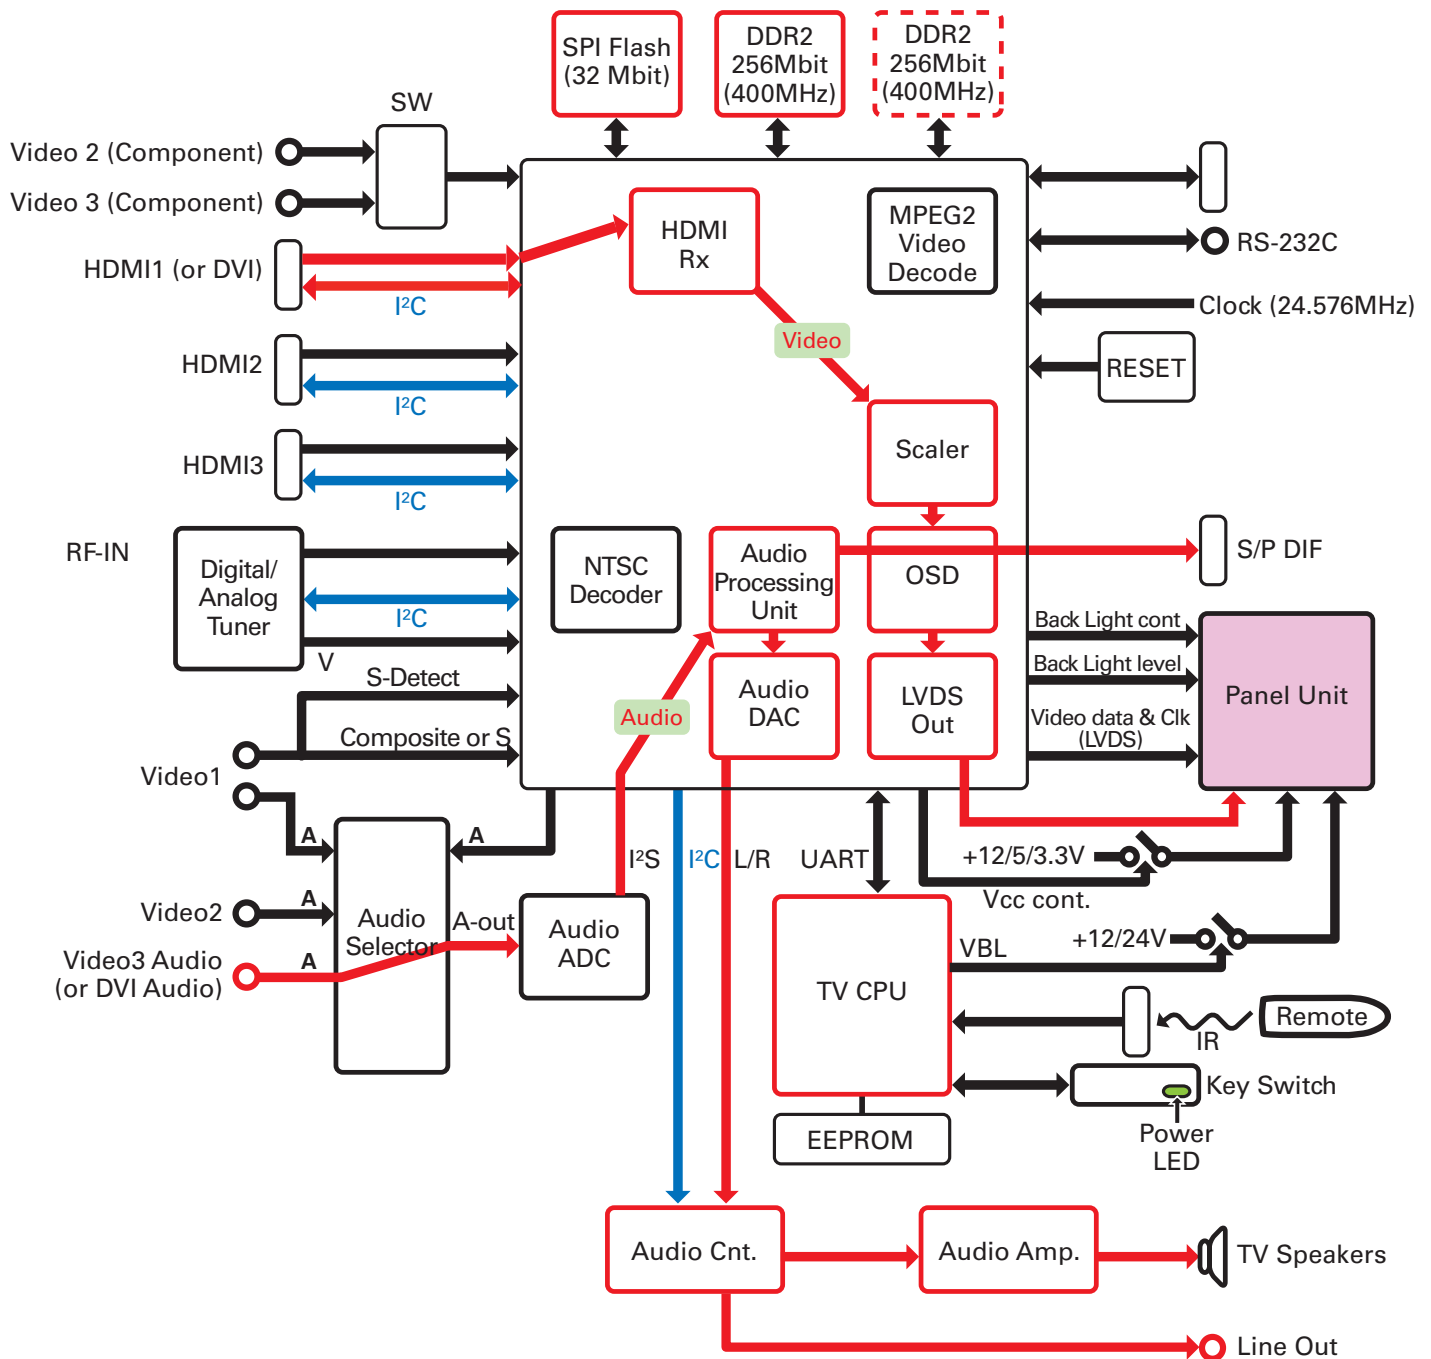 SPI Flash
(32 Mbit)
DDR2
256Mbit
(400MHz)
DDR2
256Mbit
(400MHz)
SW
Video 2 (Component)
Video 3 (Component)
HDMI1 (or DVI)
I²C
HDMI2
I²C
HDMI3
I²C
RF-IN
Digital/
Analog
Tuner
I²C
V
S-Detect
Composite or S
Video1
A
A
Video2
A
Video3 Audio
(or DVI Audio)
A
Audio
Selector
A-out
Audio
ADC
I²S
I²C
L/R
UART
HDMI
Rx
MPEG2
Video
Decode
Video
Scaler
NTSC
Decoder
Audio
Processing
Unit
OSD
Audio
Audio
DAC
LVDS
Out
RS-232C
Clock (24.576MHz)
RESET
S/P DIF
Back Light cont
Back Light level
Video data & Clk
(LVDS)
Panel Unit
+12/5/3.3V
Vcc cont.
+12/24V
VBL
TV CPU
EEPROM
IR
Remote
Key Switch
Power
LED
Audio Cnt.
Audio Amp.
TV Speakers
Line Out